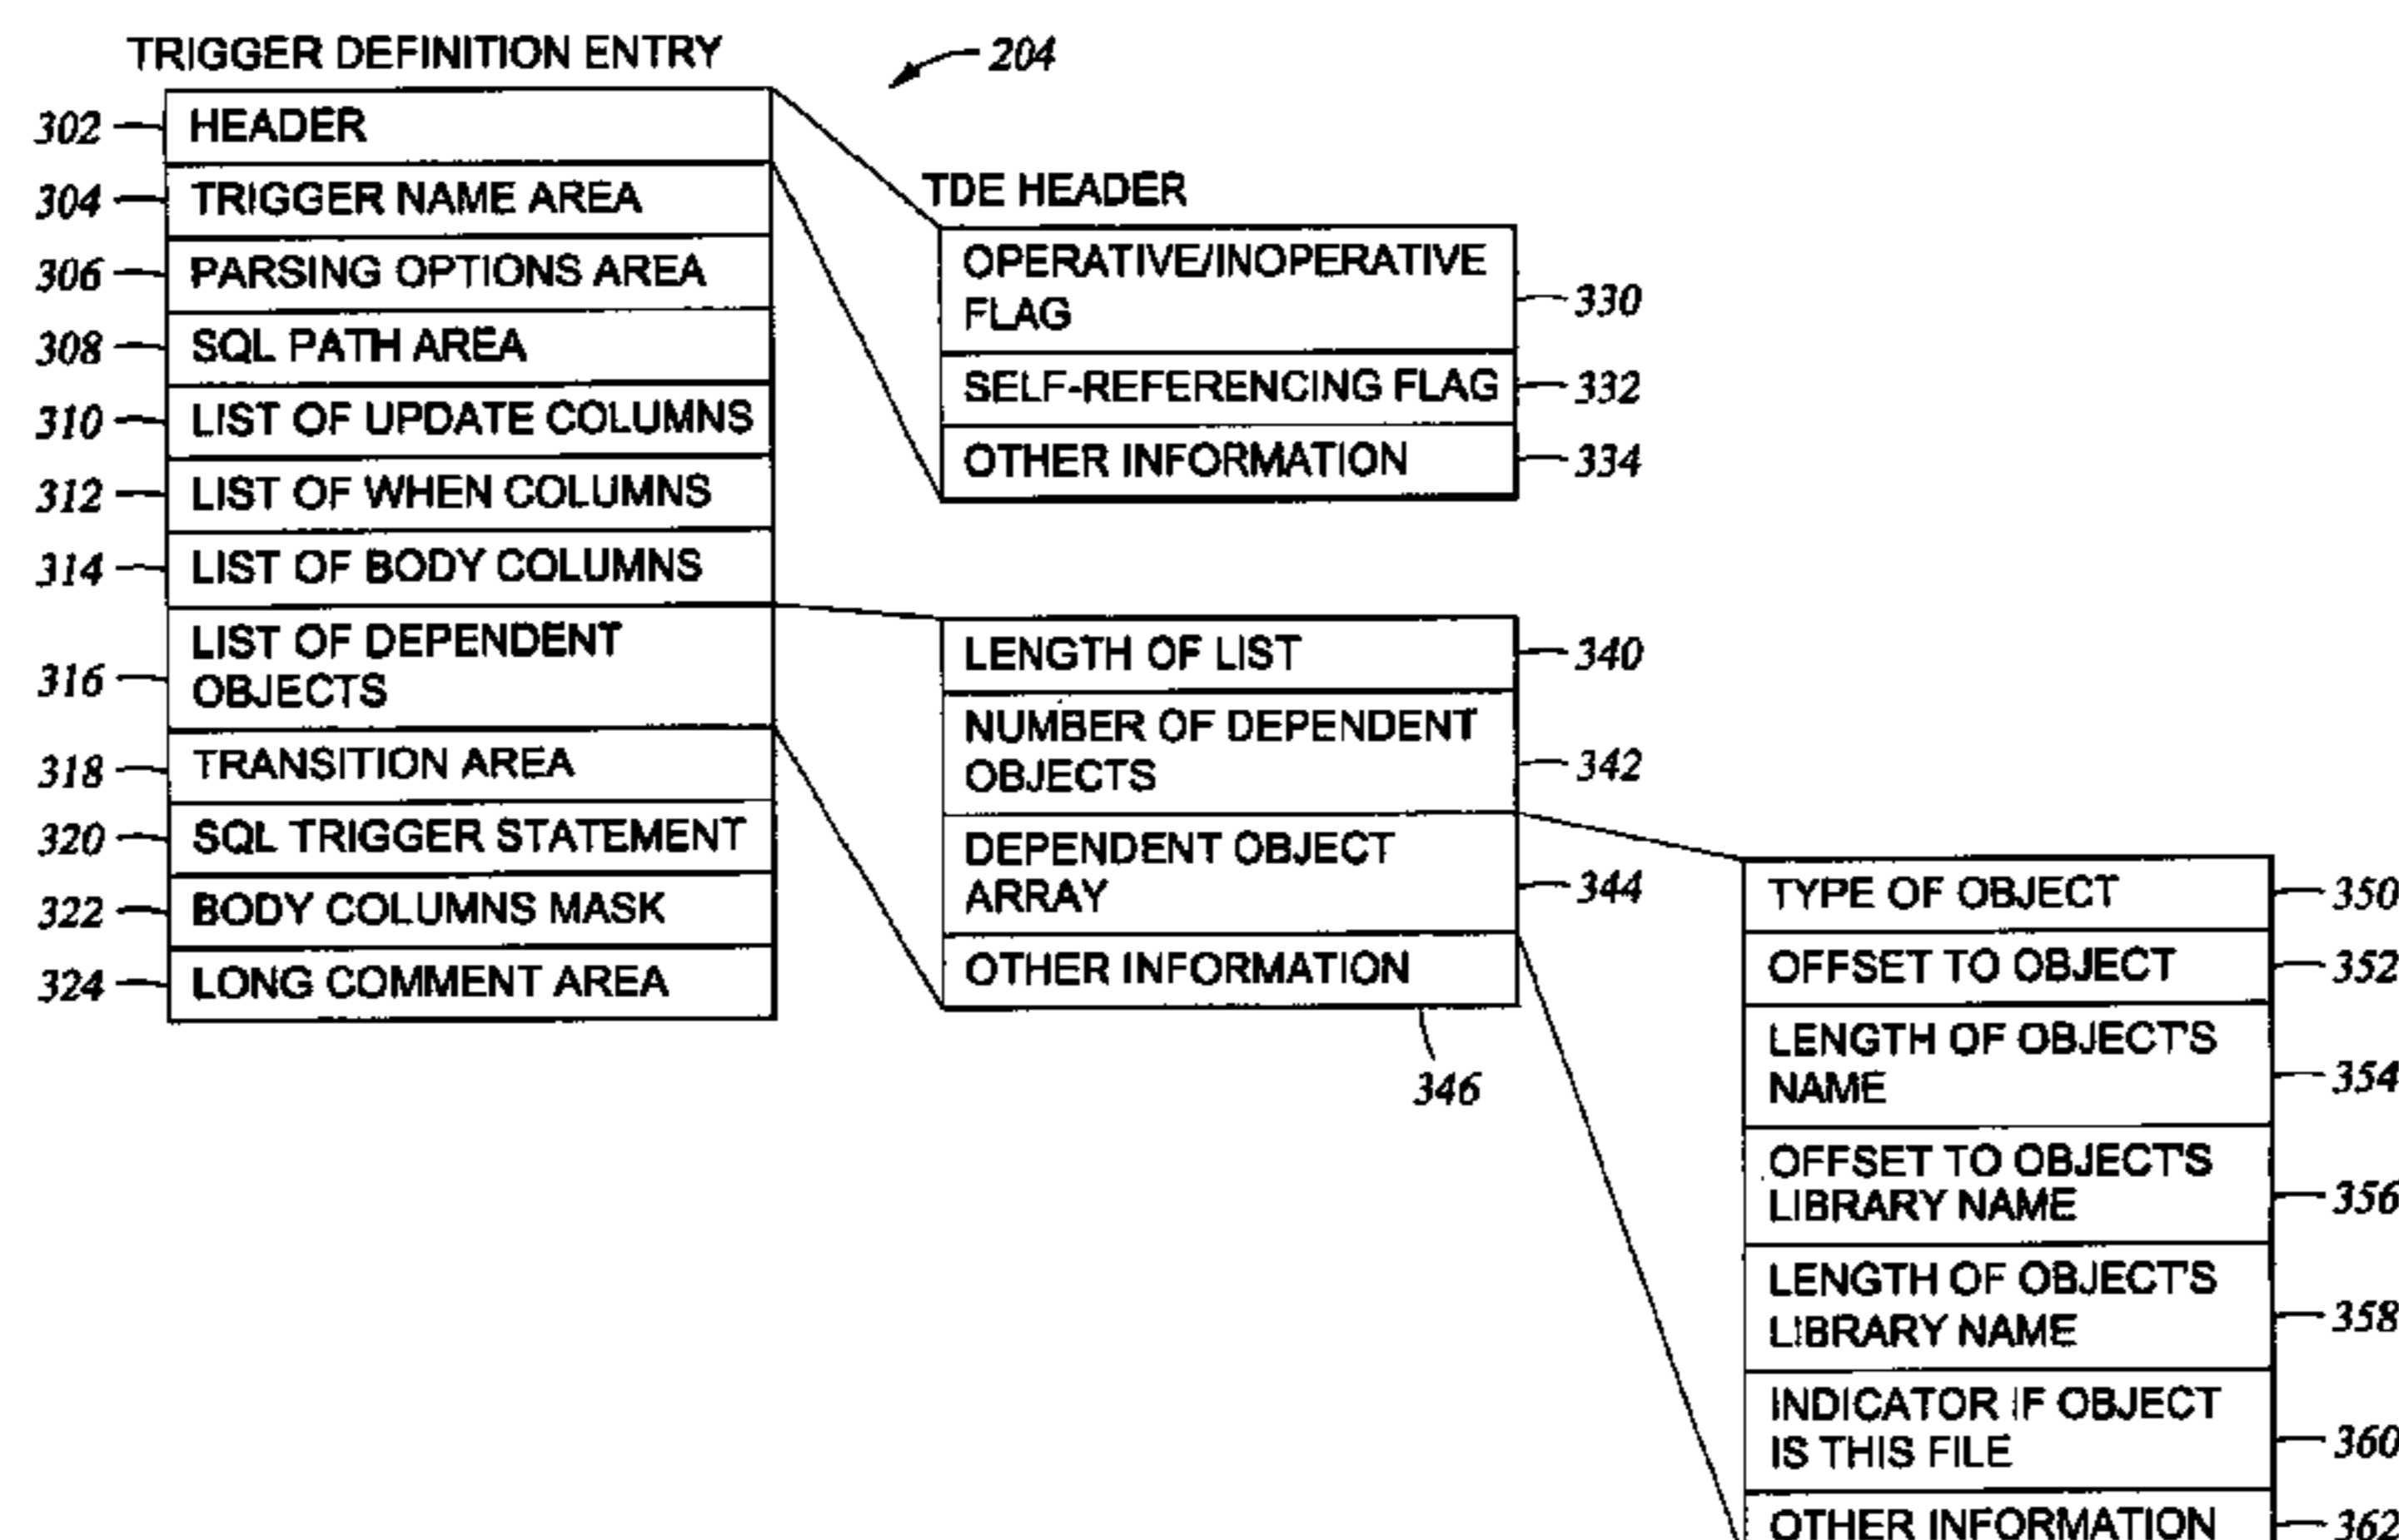 TRIGGER DEFINITION ENTRY
204
302 HEADER
304 TRIGGER NAME AREA
306 PARSING OPTIONS AREA
308 SQL PATH AREA
310 LIST OF UPDATE COLUMNS
312 LIST OF WHEN COLUMNS
314 LIST OF BODY COLUMNS
LIST OF DEPENDENT
316 OBJECTS
318 TRANSITION AREA
320 SQL TRIGGER STATEMENT
322 BODY COLUMNS MASK
324 LONG COMMENT AREA
TDE HEADER
OPERATIVE/INOPERATIVE
FLAG 330
SELF-REFERENCING FLAG 332
OTHER INFORMATION 334
LENGTH OF LIST 340
NUMBER OF DEPENDENT
OBJECTS 342
DEPENDENT OBJECT
ARRAY 344
OTHER INFORMATION
346
TYPE OF OBJECT 350
OFFSET TO OBJECT 352
LENGTH OF OBJECT'S
NAME 354
OFFSET TO OBJECT'S
LIBRARY NAME 356
LENGTH OF OBJECT'S
LIBRARY NAME 358
INDICATOR IF OBJECT
IS THIS FILE 360
OTHER INFORMATION 362